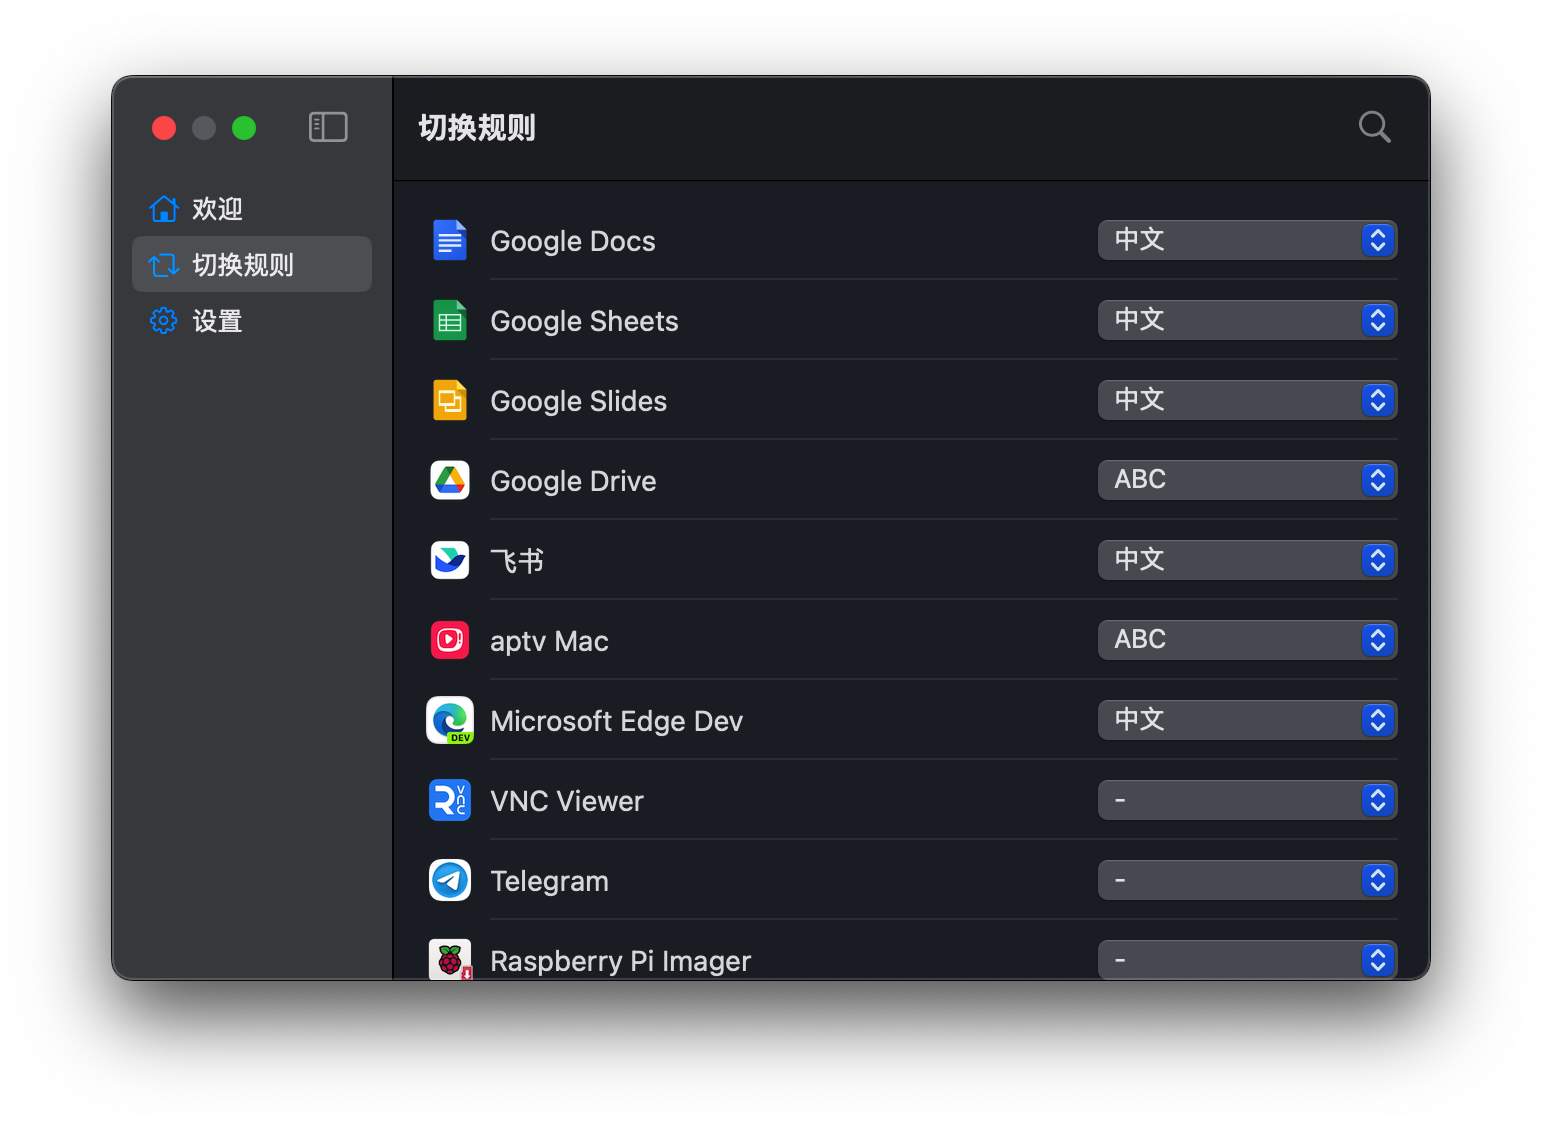 切换规则
欢迎
切换规则
设置
Google Docs 中文
Google Sheets 中文
Google Slides 中文
Google Drive ABC
飞书 中文
aptv Mac ABC
DEV Microsoft Edge Dev 中文
VNC VNC Viewer -
Telegram -
Raspberry Pi Imager -